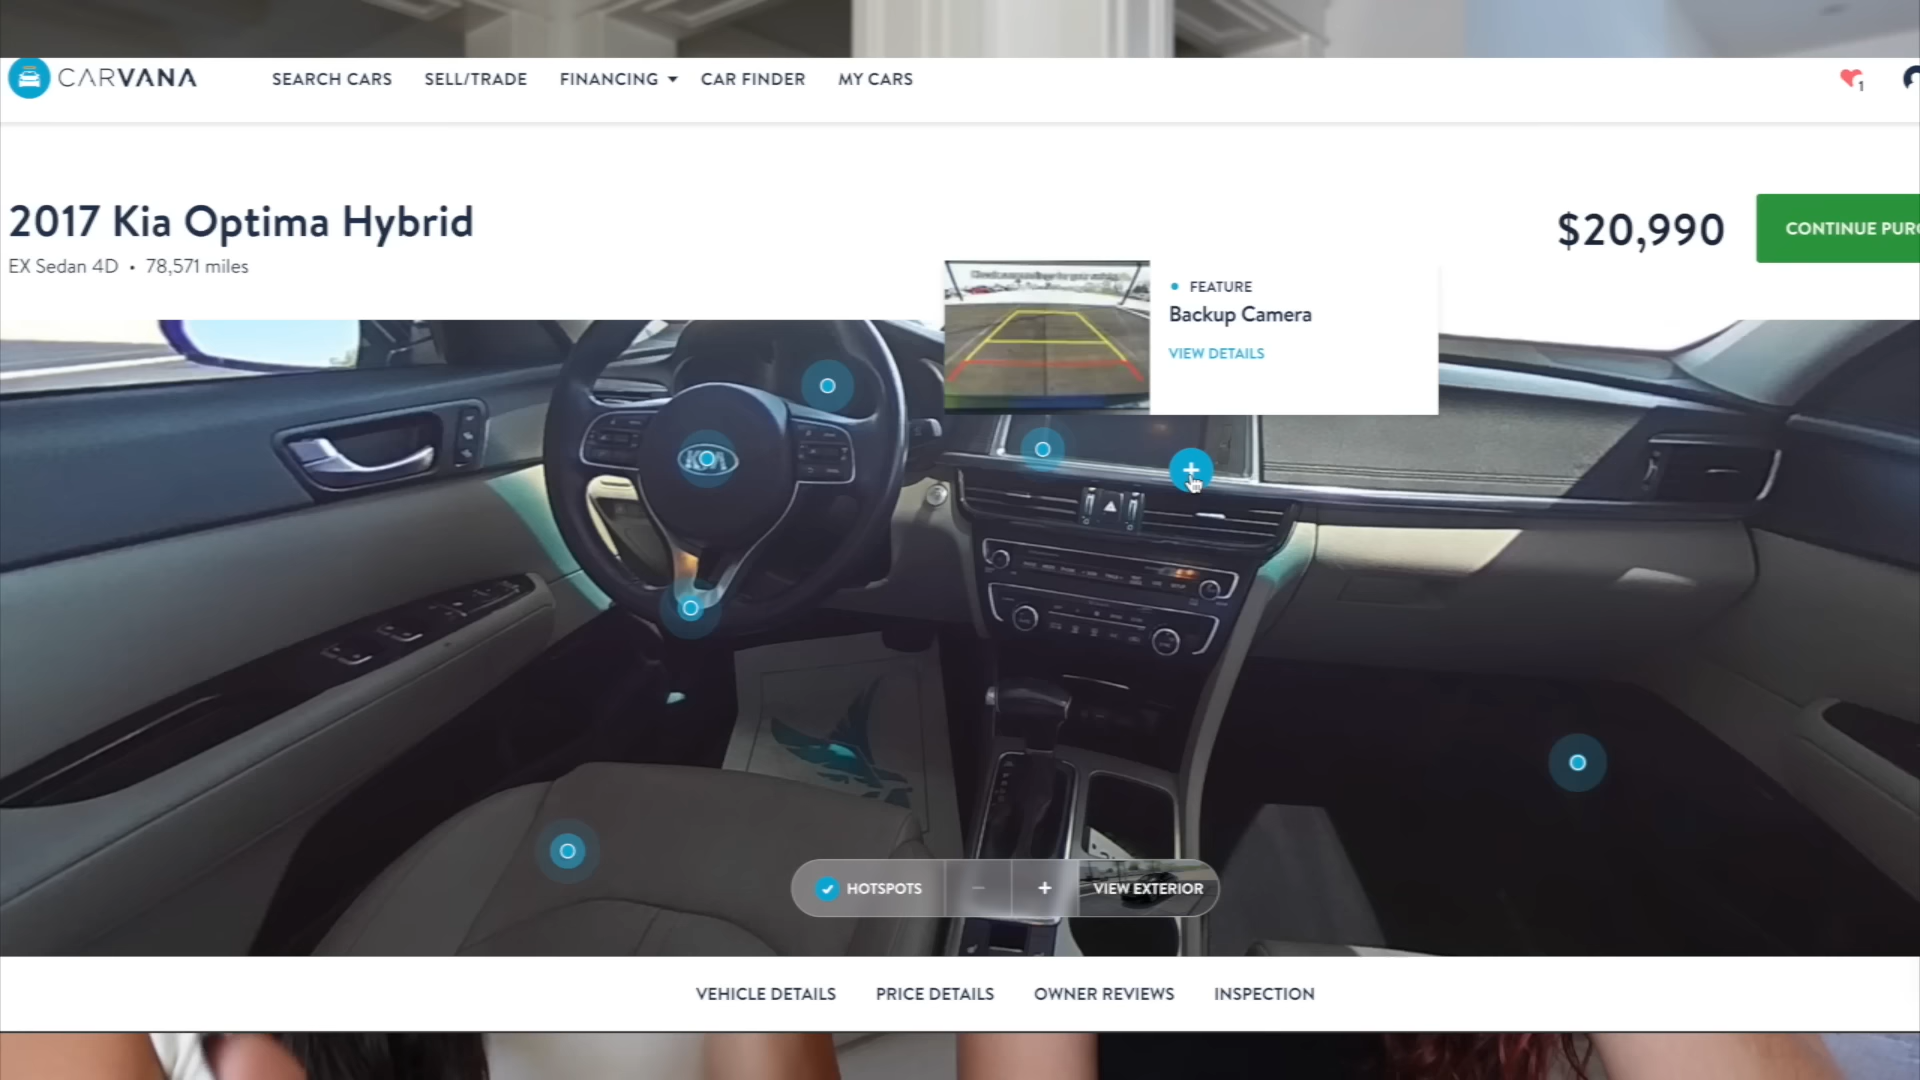 CARVANA
SEARCH CARS
SELL/TRADE
FINANCING
CAR FINDER
MY CARS
1
2017 Kia Optima Hybrid
EX Sedan 4D • 78,571 miles
$20,990
CONTINUE PUR
FEATURE
Backup Camera
VIEW DETAILS
KIA
HOTSPOTS
VIEW EXTERIOR
VEHICLE DETAILS
PRICE DETAILS
OWNER REVIEWS
INSPECTION